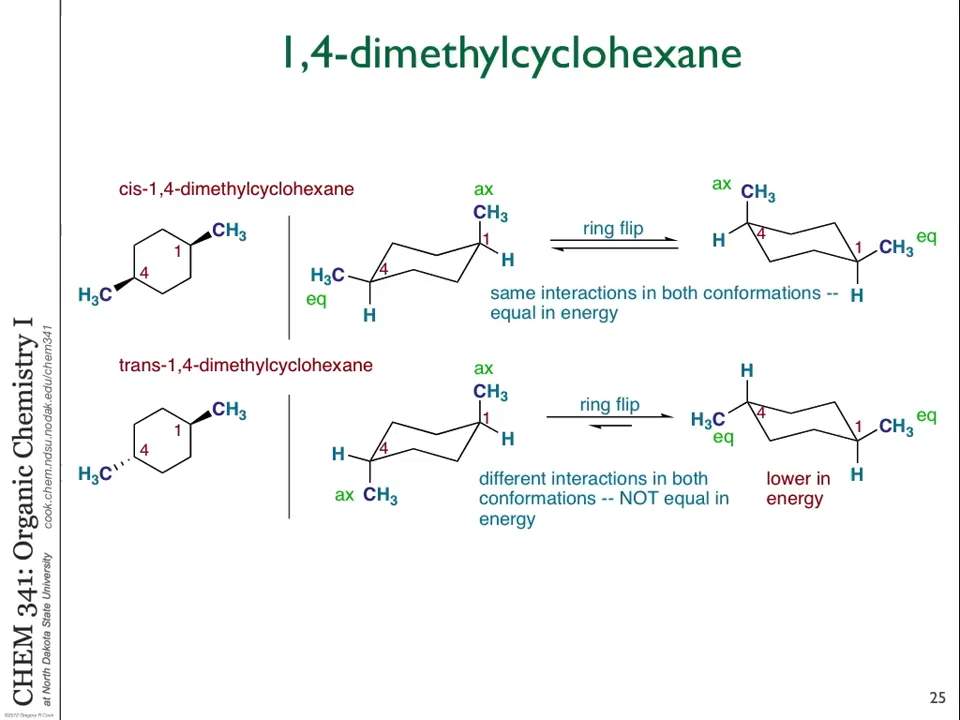 1,4-dimethylcyclohexane
cis-1,4-dimethylcyclohexane
CH3
1
4
H3C
ax
CH3
1
H
4
H3C
eq
H
ring flip
ax
CH3
H
4
1
CH3
eq
H
same interactions in both conformations --
equal in energy
trans-1,4-dimethylcyclohexane
CH3
1
4
H3C
ax
CH3
1
H
H
4
ax CH3
ring flip
H
H3C
4
eq
1
CH3
eq
H
different interactions in both
conformations -- NOT equal in
energy
lower in
energy
CHEM 341: Organic Chemistry I
at North Dakota State University
cook.chem.ndsu.nodak.edu/chem341
©2012 Gregory R Cook
25